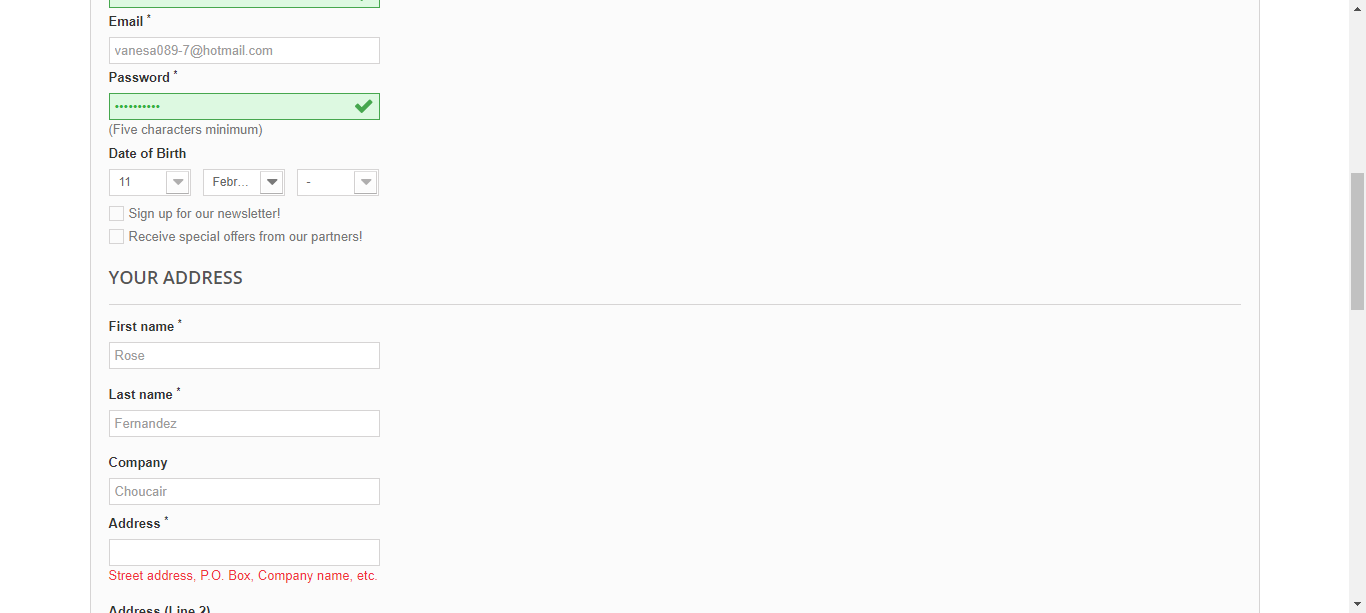 Email *
vanesa089-7@hotmail.com
Password *
••••••••••
(Five characters minimum)
Date of Birth
11 Febr... -
Sign up for our newsletter!
Receive special offers from our partners!
YOUR ADDRESS
First name *
Rose
Last name *
Fernandez
Company
Choucair
Address *
Street address, P.O. Box, Company name, etc.
Address (Line 2)